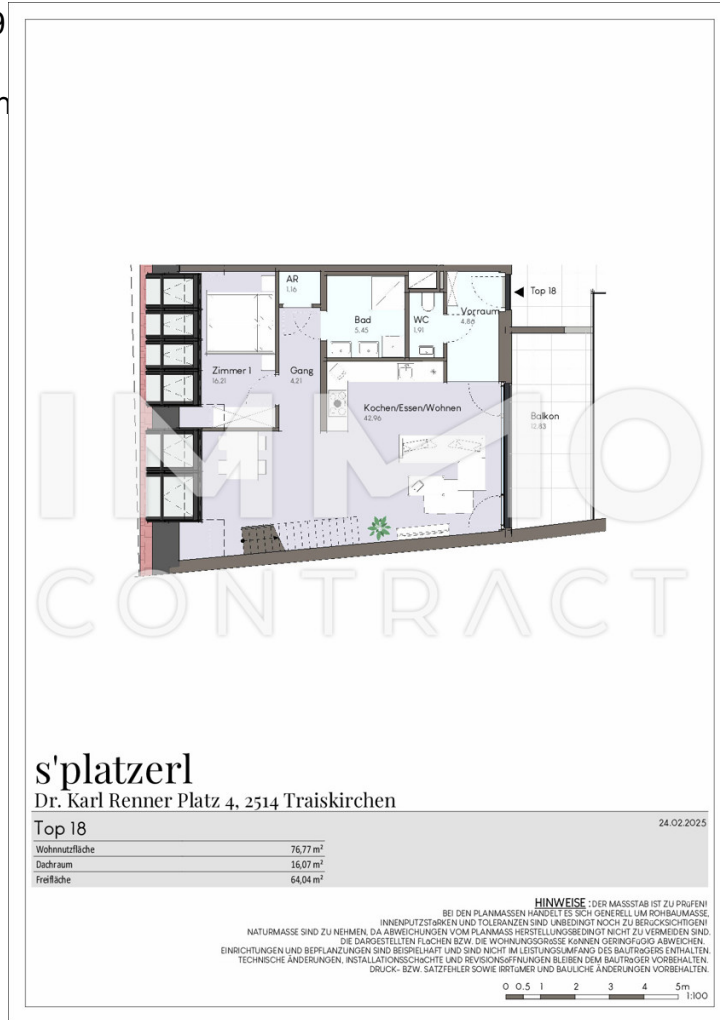 AR
1.16
Top 18
Bad
5.45
WC
1.91
Vorraum
4.86
Zimmer 1
16.21
Gang
4.21
Kochen/Essen/Wohnen
42.96
Balkon
12.83
IMMO
CONTRACT
s'platzerl
Dr. Karl Renner Platz 4, 2514 Traiskirchen
Top 18
24.02.2025
Wohnnutzfläche 76,77 m²
Dachraum 16,07 m²
Freifläche 64,04 m²
HINWEISE : DER MASSSTAB IST ZU PRüFEN!
BEI DEN PLANMASSEN HANDELT ES SICH GENERELL UM ROHBAUMASSE,
INNENPUTZSTäRKEN UND TOLERANZEN SIND UNBEDINGT NOCH ZU BERüCKSICHTIGEN!
NATURMASSE SIND ZU NEHMEN, DA ABWEICHUNGEN VOM PLANMASS HERSTELLUNGSBEDINGT NICHT ZU VERMEIDEN SIND.
DIE DARGESTELLTEN FLäCHEN BZW. DIE WOHNUNGSGRöSSE KöNNEN GERINGFüGIG ABWEICHEN.
EINRICHTUNGEN UND BEPFLANZUNGEN SIND BEISPIELHAFT UND SIND NICHT IM LEISTUNGSUMFANG DES BAUTRäGERS ENTHALTEN.
TECHNISCHE ÄNDERUNGEN, INSTALLATIONSSCHäCHTE UND REVISIONSöFFNUNGEN BLEIBEN DEM BAUTRäGER VORBEHALTEN.
DRUCK- BZW. SATZFEHLER SOWIE IRRTüMER UND BAULICHE ÄNDERUNGEN VORBEHALTEN.
0 0.5 1 2 3 4 5m
1:100